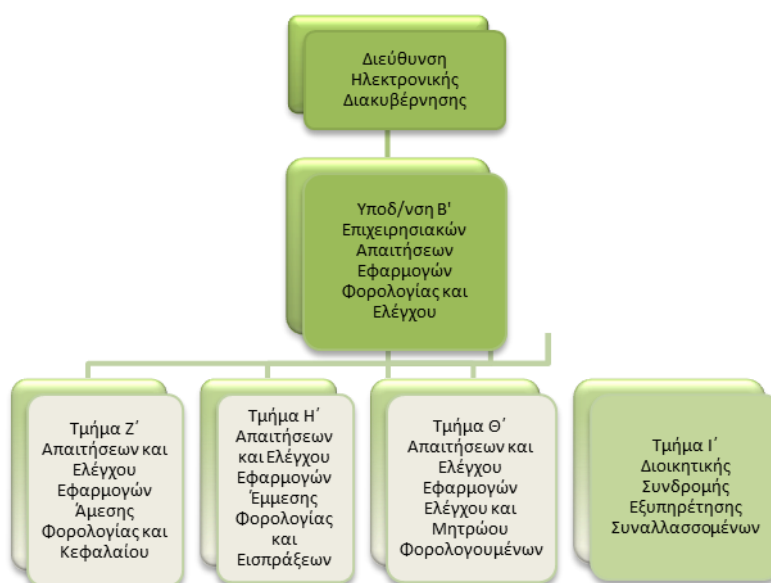 Διεύθυνση
Ηλεκτρονικής
Διακυβέρνησης
Υποδ/νση Β'
Επιχειρησιακών
Απαιτήσεων
Εφαρμογών
Φορολογίας και
Ελέγχου
Τμήμα Ζ΄
Απαιτήσεων και
Ελέγχου
Εφαρμογών
Άμεσης
Φορολογίας και
Κεφαλαίου
Τμήμα Η΄
Απαιτήσεων
και Ελέγχου
Εφαρμογών
Έμμεσης
Φορολογίας
και
Εισπράξεων
Τμήμα Θ΄
Απαιτήσεων και
Ελέγχου
Εφαρμογών
Ελέγχου και
Μητρώου
Φορολογουμένων
Τμήμα Ι΄
Διοικητικής
Συνδρομής
Εξυπηρέτησης
Συναλλασσομένων